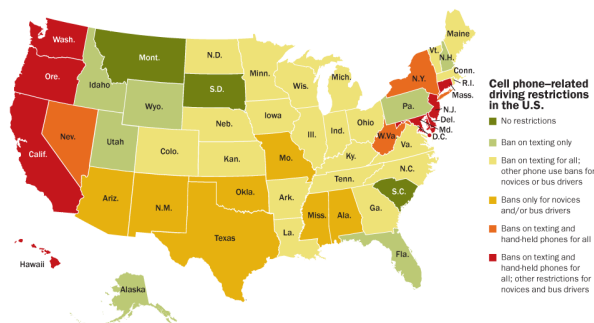 Maine
Wash.
Mont.
N.D.
Vt.
N.H.
Minn.
Ore.
Conn.
Idaho
S.D.
Wis.
N.Y.
R.I.
Mich.
Mass.
Wyo.
Pa.
N.J.
Iowa
Neb.
Ohio
Del.
Nev.
Ill.
Ind.
Md.
Utah
W.Va.
D.C.
Calif.
Colo.
Va.
Kan.
Mo.
Ky.
N.C.
Tenn.
Okla.
Ariz.
N.M.
Ark.
S.C.
Miss.
Ala.
Ga.
Texas
La.
Fla.
Hawaii
Alaska
Cell phone–related
driving restrictions
in the U.S.
No restrictions
Ban on texting only
Ban on texting for all;
other phone use bans for
novices or bus drivers
Bans only for novices
and/or bus drivers
Bans on texting and
hand-held phones for all
Bans on texting and
hand-held phones for
all; other restrictions for
novices and bus drivers